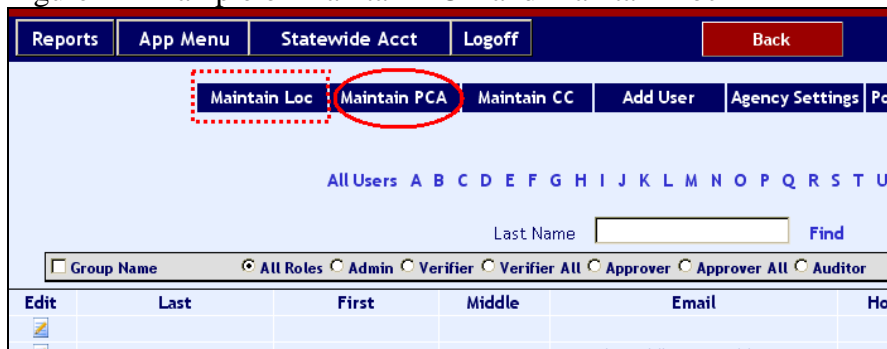 Reports App Menu Statewide Acct Logoff Back
Maintain Loc Maintain PCA Maintain CC Add User Agency Settings
All Users A B C D E F G H I J K L M N O P Q R S T U
Last Name Find
Group Name All Roles Admin Verifier Verifier All Approver Approver All Auditor
Edit Last First Middle Email Ho